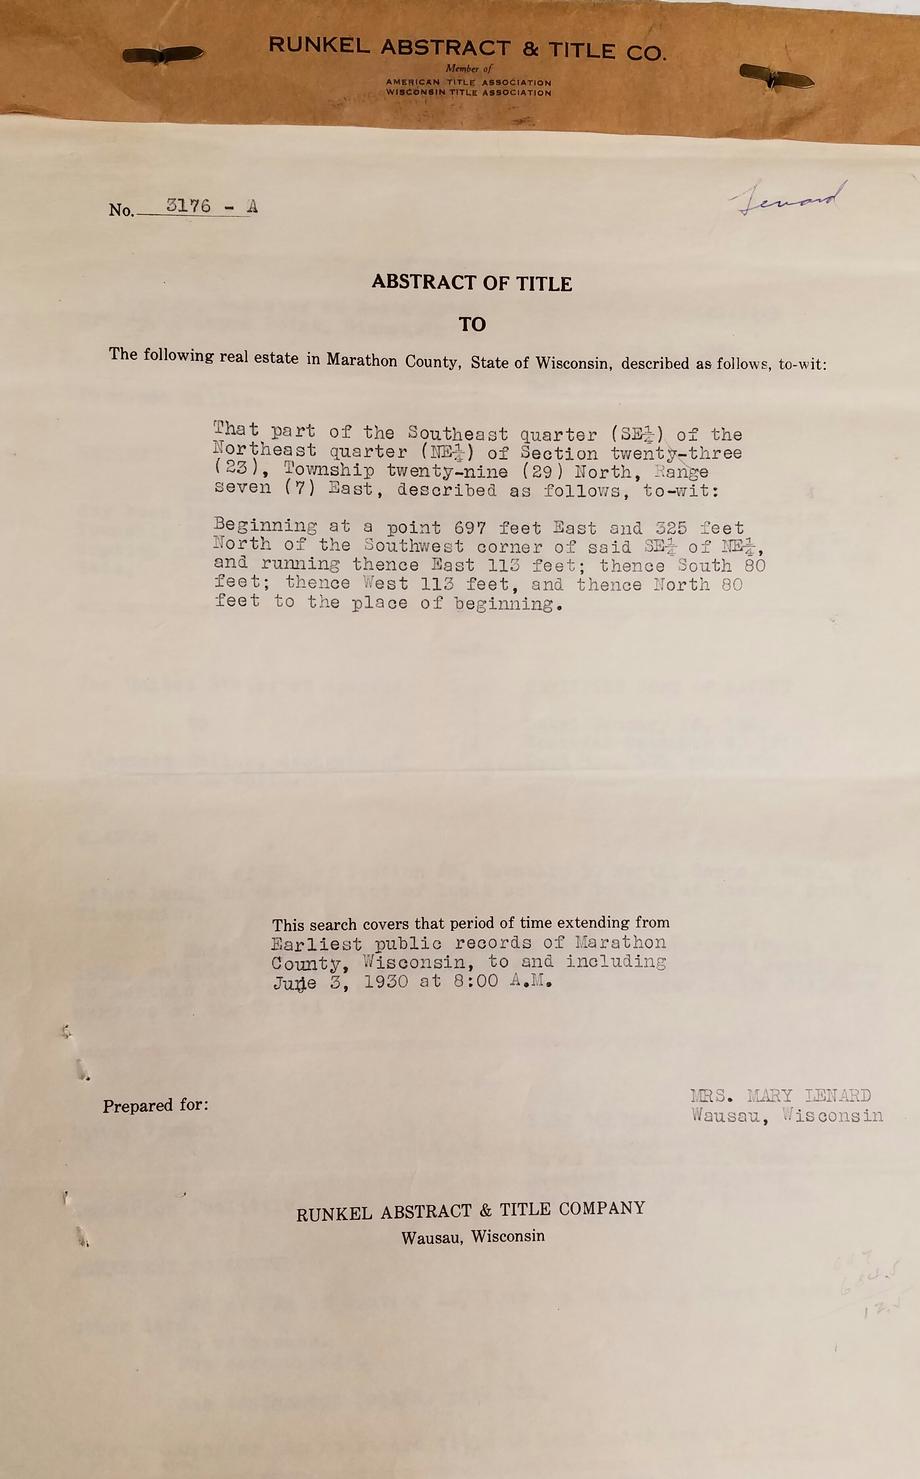 RUNKEL ABSTRACT & TITLE CO.
Member of
AMERICAN TITLE ASSOCIATION
WISCONSIN TITLE ASSOCIATION
No. 3176 - A
Lenard
ABSTRACT OF TITLE
TO
The following real estate in Marathon County, State of Wisconsin, described as follows, to-wit:
That part of the Southeast quarter (SE¼) of the
Northeast quarter (NE¼) of Section twenty-three
(23), Township twenty-nine (29) North, Range
seven (7) East, described as follows, to-wit:
Beginning at a point 697 feet East and 325 feet
North of the Southwest corner of said SE¼ of NE¼,
and running thence East 113 feet; thence South 80
feet; thence West 113 feet, and thence North 80
feet to the place of beginning.
This search covers that period of time extending from
Earliest public records of Marathon
County, Wisconsin, to and including
June 3, 1930 at 8:00 A.M.
Prepared for:
MRS. MARY LENARD
Wausau, Wisconsin
RUNKEL ABSTRACT & TITLE COMPANY
Wausau, Wisconsin